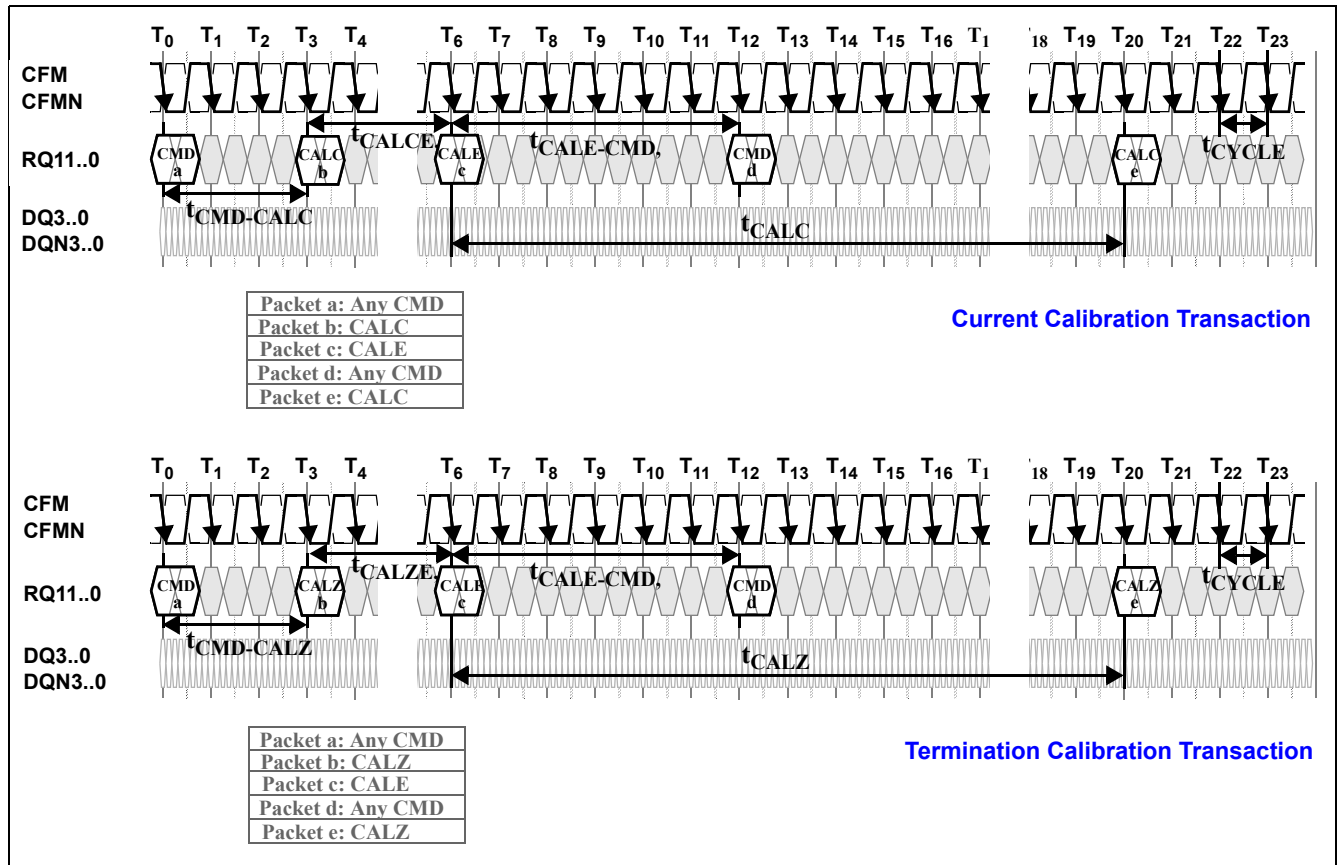 T0 T1 T2 T3 T4 T6 T7 T8 T9 T10 T11 T12 T13 T14 T15 T16 T1 18 T19 T20 T21 T22 T23
CFM
CFMN
tCALCE, tCALE-CMD, tCYCLE
RQ11..0 CMD a CALC b CALE c CMD d CALC e
tCMD-CALC
DQ3..0
DQN3..0
tCALC
Packet a: Any CMD
Packet b: CALC
Packet c: CALE
Packet d: Any CMD
Packet e: CALC
Current Calibration Transaction
T0 T1 T2 T3 T4 T6 T7 T8 T9 T10 T11 T12 T13 T14 T15 T16 T1 18 T19 T20 T21 T22 T23
CFM
CFMN
tCALZE, tCALE-CMD, tCYCLE
RQ11..0 CMD a CALZ b CALE c CMD d CALZ e
tCMD-CALZ
DQ3..0
DQN3..0
tCALZ
Packet a: Any CMD
Packet b: CALZ
Packet c: CALE
Packet d: Any CMD
Packet e: CALZ
Termination Calibration Transaction